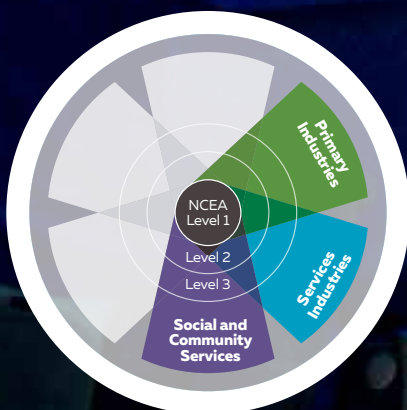 Primary
Industries
NCEA
Level 1
Level 2
Level 3
Services
Industries
Social and
Community
Services